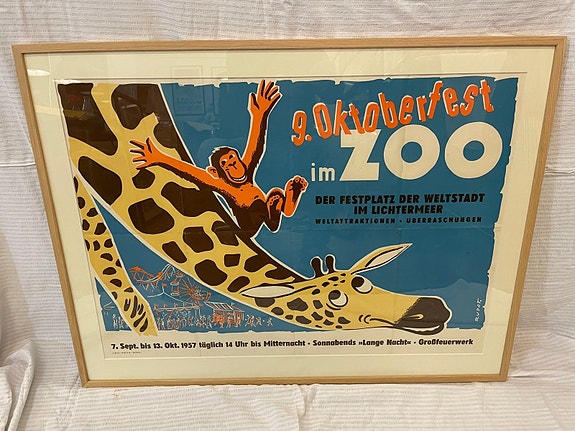 9. Oktoberfest
im ZOO
DER FESTPLATZ DER WELTSTADT
IM LICHTERMEER
WELTATTRAKTIONEN · ÜBERRASCHUNGEN
7. Sept. bis 13. Okt. 1957 täglich 14 Uhr bis Mitternacht · Sonnabends »Lange Nacht« · Großfeuerwerk